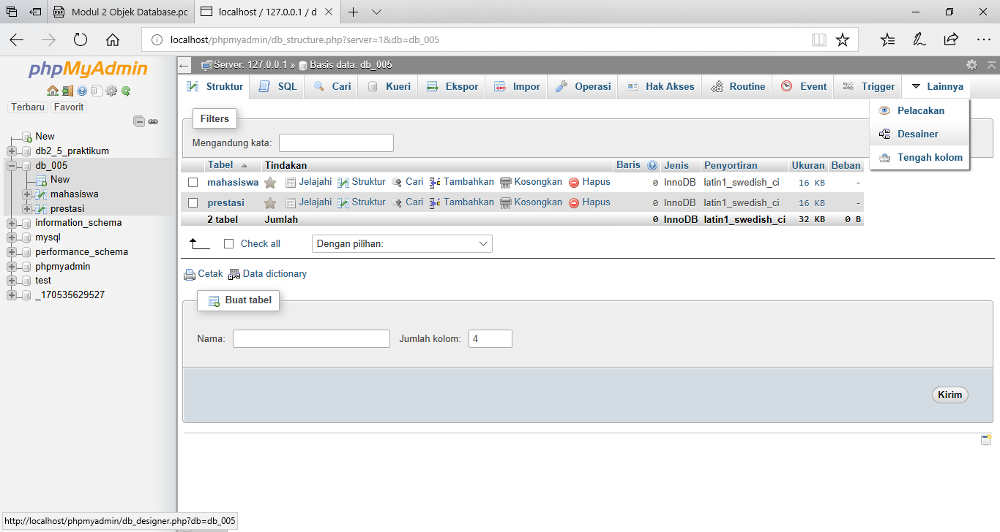 Modul 2 Objek Database.pc
localhost / 127.0.0.1 / d
localhost/phpmyadmin/db_structure.php?server=1&db=db_005
phpMyAdmin
Terbaru Favorit
New
db2_5_praktikum
db_005
New
mahasiswa
prestasi
information_schema
mysql
performance_schema
phpmyadmin
test
_170535629527
Server: 127.0.0.1 » Basis data: db_005
Struktur SQL Cari Kueri Ekspor Impor Operasi Hak Akses Routine Event Trigger Lainnya
Pelacakan
Desainer
Tengah kolom
Filters
Mengandung kata:
Tabel Tindakan Baris Jenis Penyortiran Ukuran Beban
mahasiswa Jelajahi Struktur Cari Tambahkan Kosongkan Hapus 0 InnoDB latin1_swedish_ci 16 KB -
prestasi Jelajahi Struktur Cari Tambahkan Kosongkan Hapus 0 InnoDB latin1_swedish_ci 16 KB -
2 tabel Jumlah 0 InnoDB latin1_swedish_ci 32 KB 0 B
Check all Dengan pilihan:
Cetak Data dictionary
Buat tabel
Nama: Jumlah kolom: 4
Kirim
http://localhost/phpmyadmin/db_designer.php?db=db_005